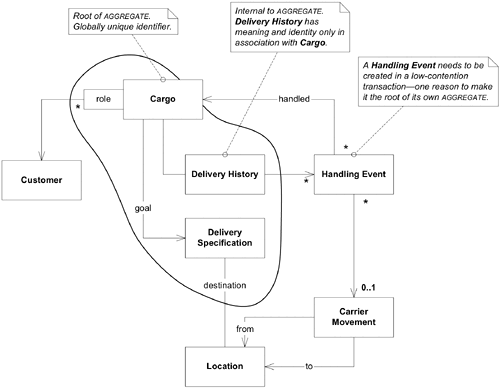 Root of AGGREGATE.
Globally unique identifier.
Internal to AGGREGATE.
Delivery History has
meaning and identity only in
association with Cargo.
A Handling Event needs to be
created in a low-contention
transaction—one reason to make
it the root of its own AGGREGATE.
role
*
Cargo
handled
Customer
Delivery History
*
*
Handling Event
*
goal
Delivery
Specification
destination
0..1
Carrier
Movement
from
Location
to